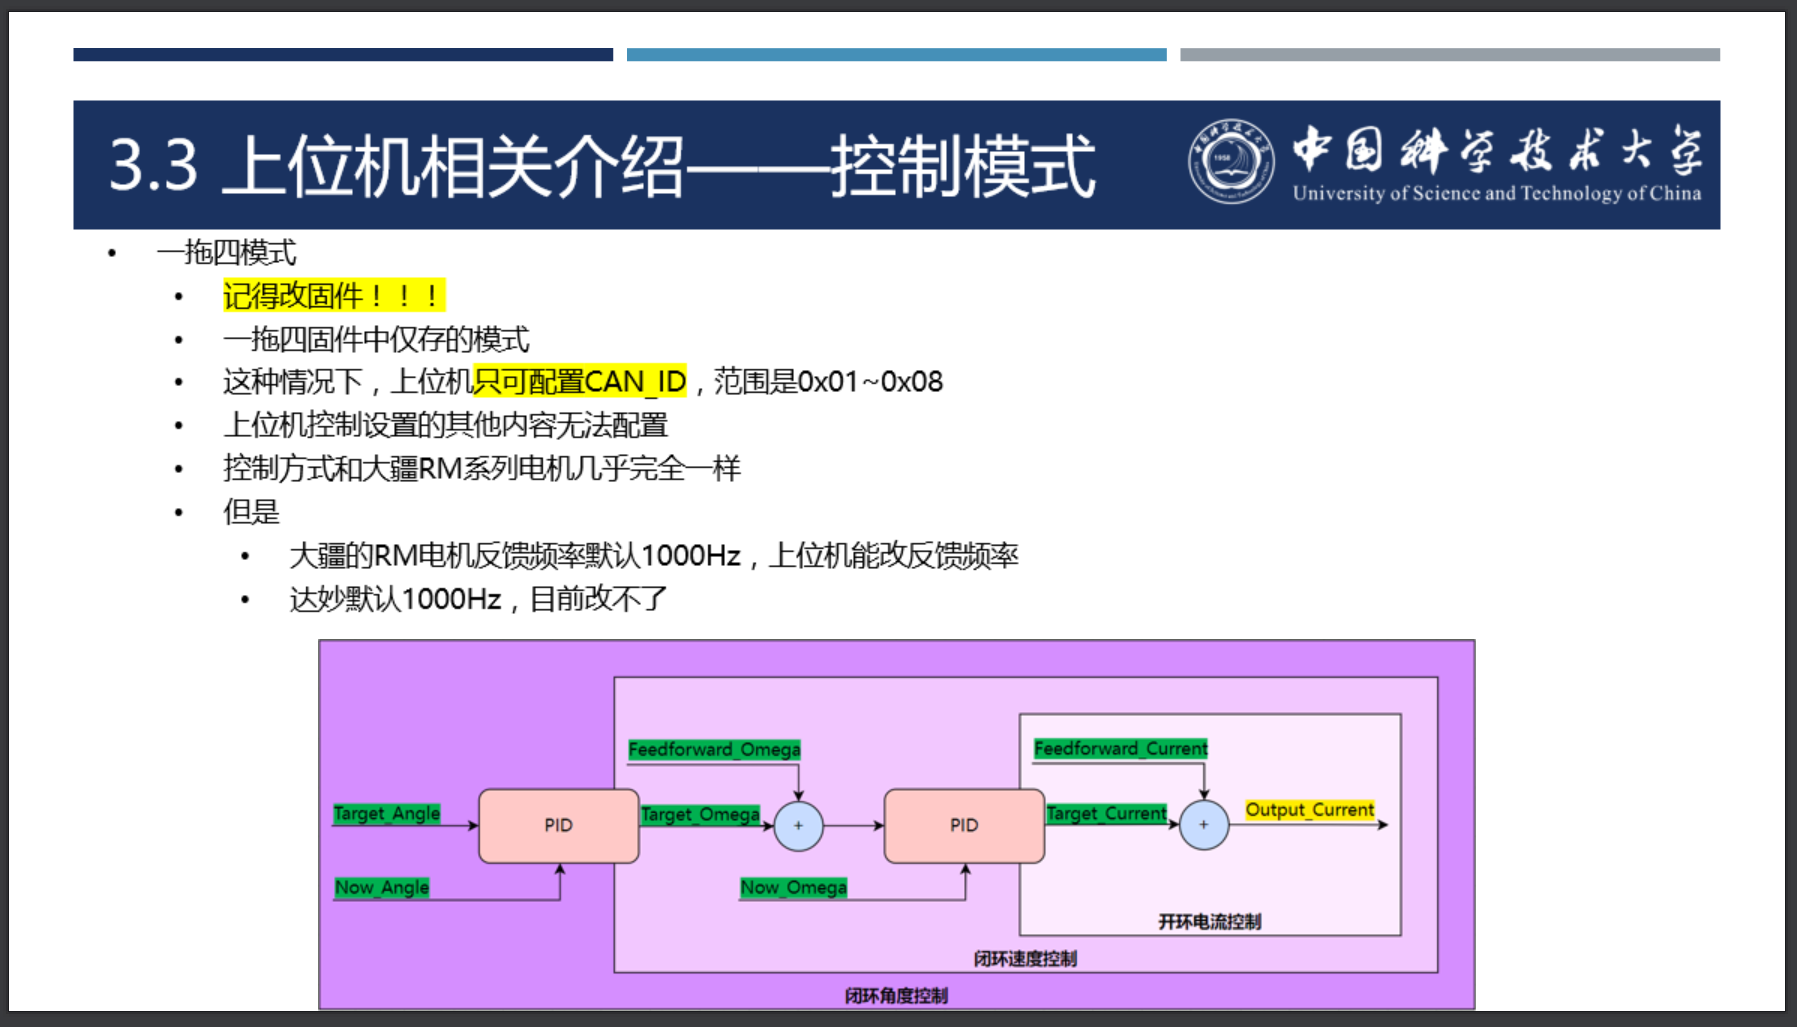 3.3 上位机相关介绍——控制模式
中国科学技术大学
University of Science and Technology of China
1958
• 一拖四模式
• 记得改固件！！！
• 一拖四固件中仅存的模式
• 这种情况下，上位机只可配置CAN_ID，范围是0x01~0x08
• 上位机控制设置的其他内容无法配置
• 控制方式和大疆RM系列电机几乎完全一样
• 但是
• 大疆的RM电机反馈频率默认1000Hz，上位机能改反馈频率
• 达妙默认1000Hz，目前改不了
Feedforward_Omega
Feedforward_Current
Target_Angle
PID
Target_Omega
+
PID
Target_Current
+
Output_Current
Now_Angle
Now_Omega
开环电流控制
闭环速度控制
闭环角度控制